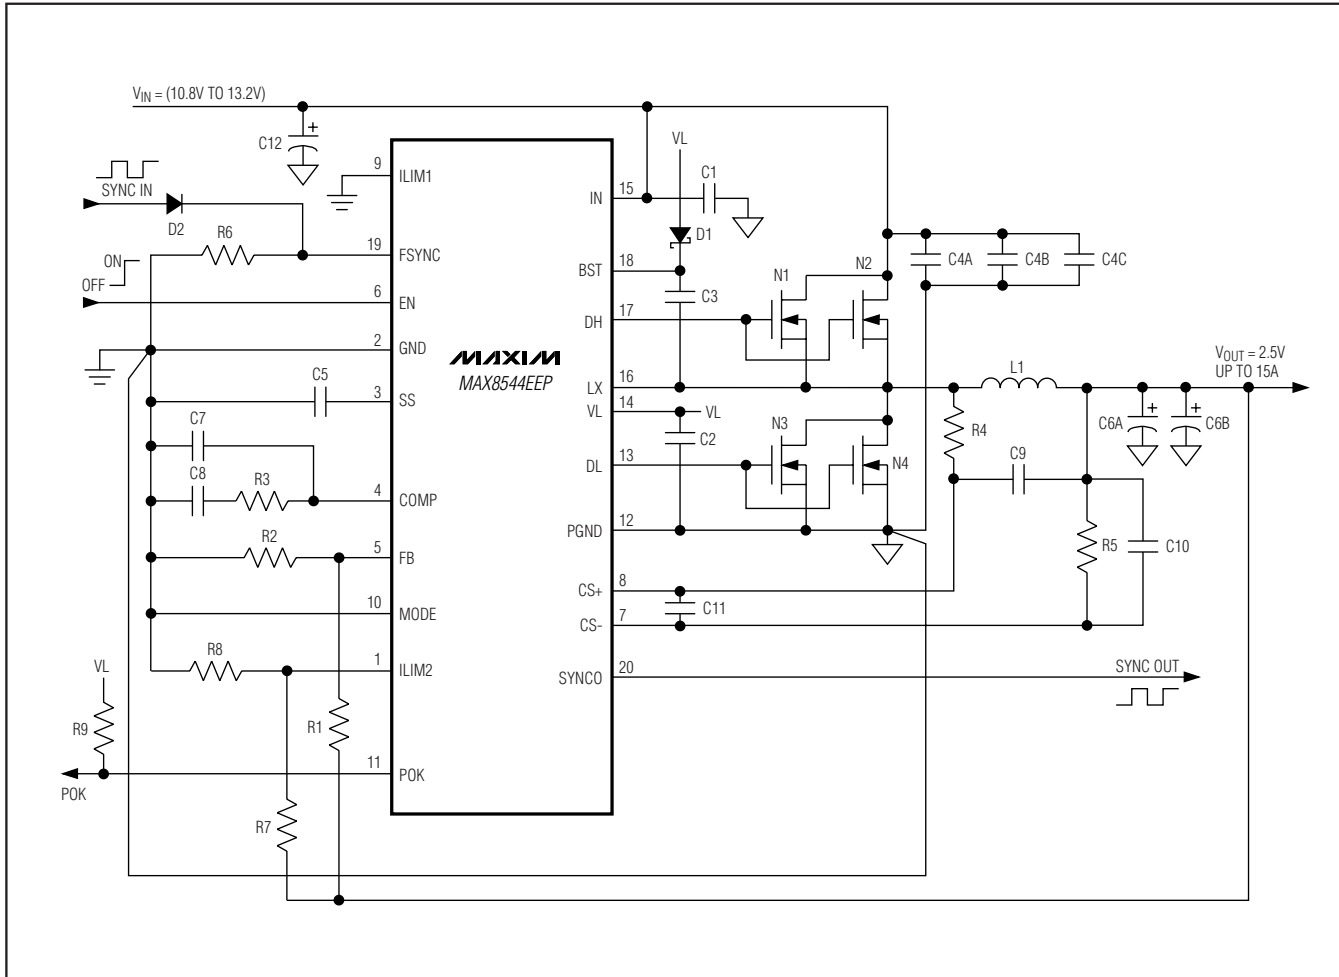 VIN = (10.8V TO 13.2V)
C12
+
SYNC IN
D2
R6
ON
OFF
9
ILIM1
19
FSYNC
6
EN
2
GND
C5
3
SS
C7
C8
R3
4
COMP
R2
5
FB
10
MODE
R8
1
ILIM2
VL
R9
R1
11
POK
POK
R7
MAXIM
MAX8544EEP
15
IN
C1
VL
D1
18
BST
C3
17
DH
N1
N2
C4A
C4B
C4C
16
LX
L1
VOUT = 2.5V
UP TO 15A
14
VL
VL
C2
N3
N4
13
DL
R4
C9
C6A
+
C6B
+
12
PGND
R5
C10
8
CS+
C11
7
CS-
20
SYNCO
SYNC OUT